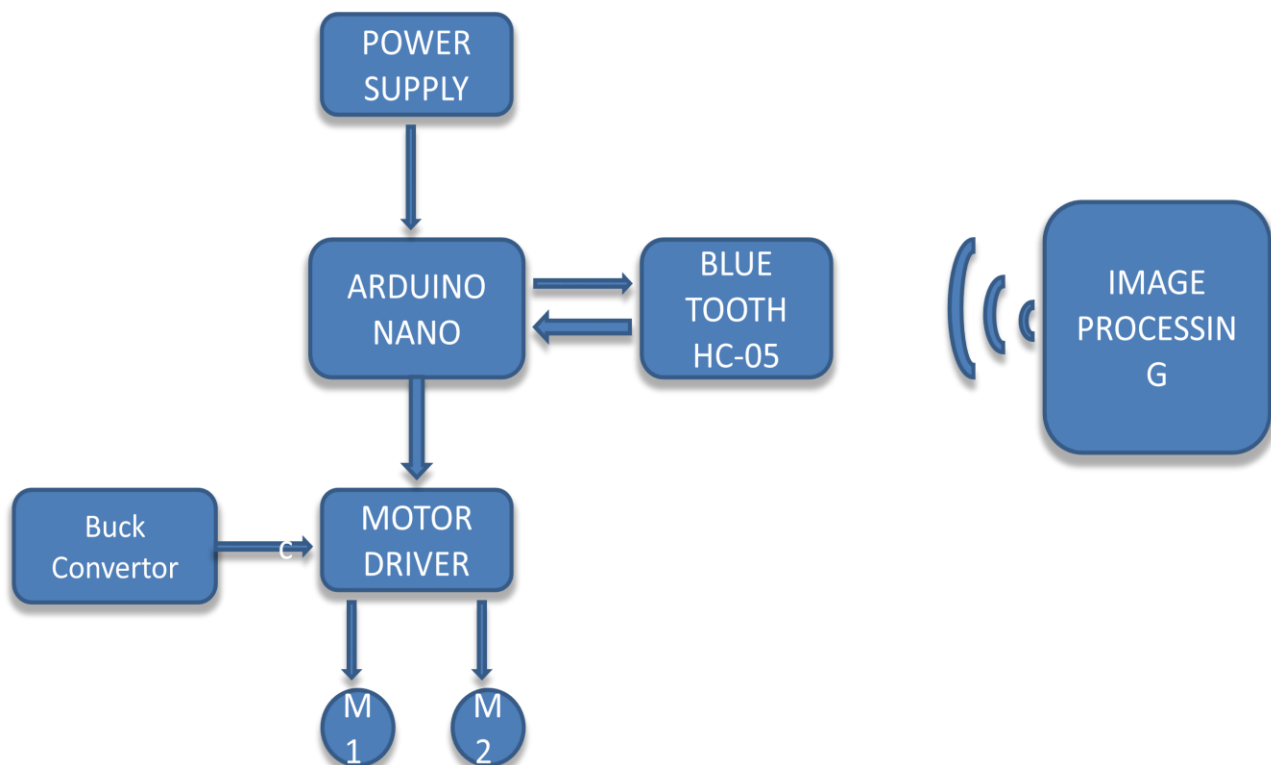 POWER
SUPPLY
ARDUINO
NANO
BLUE
TOOTH
HC-05
IMAGE
PROCESSIN
G
Buck
Convertor
C
MOTOR
DRIVER
M
1
M
2